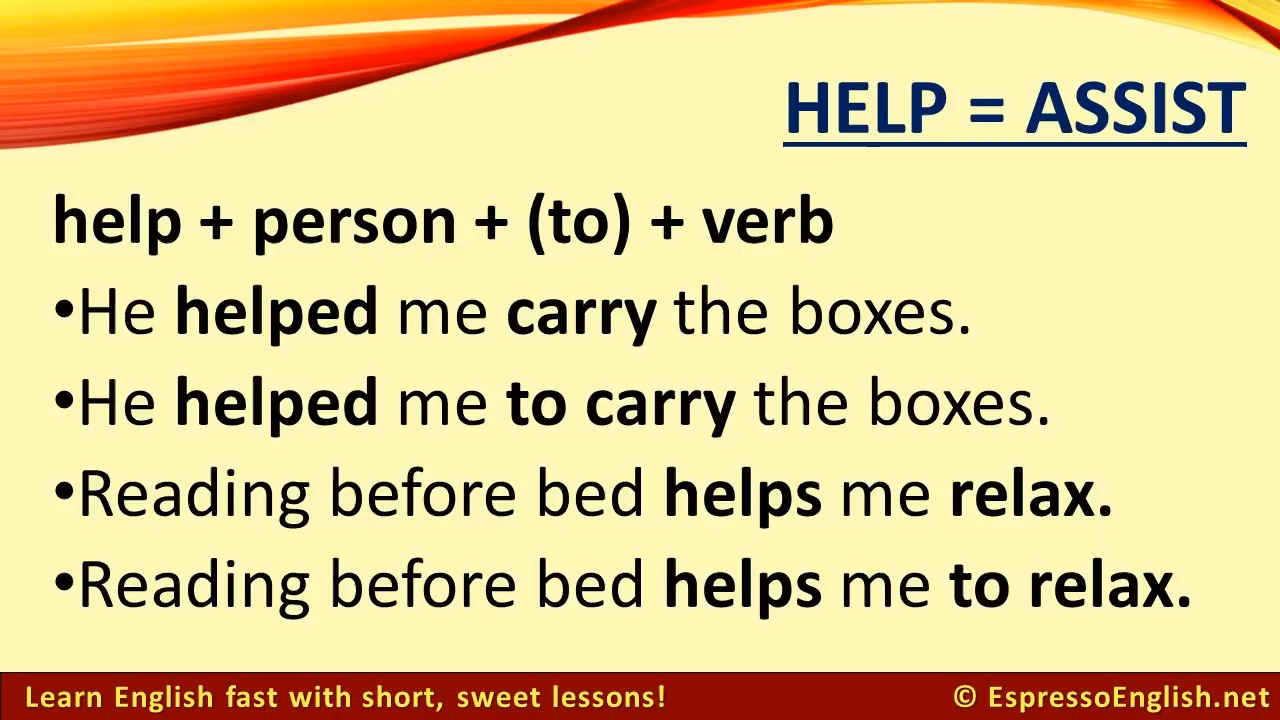 HELP = ASSIST
help + person + (to) + verb
•He helped me carry the boxes.
•He helped me to carry the boxes.
•Reading before bed helps me relax.
•Reading before bed helps me to relax.
Learn English fast with short, sweet lessons!
© EspressoEnglish.net